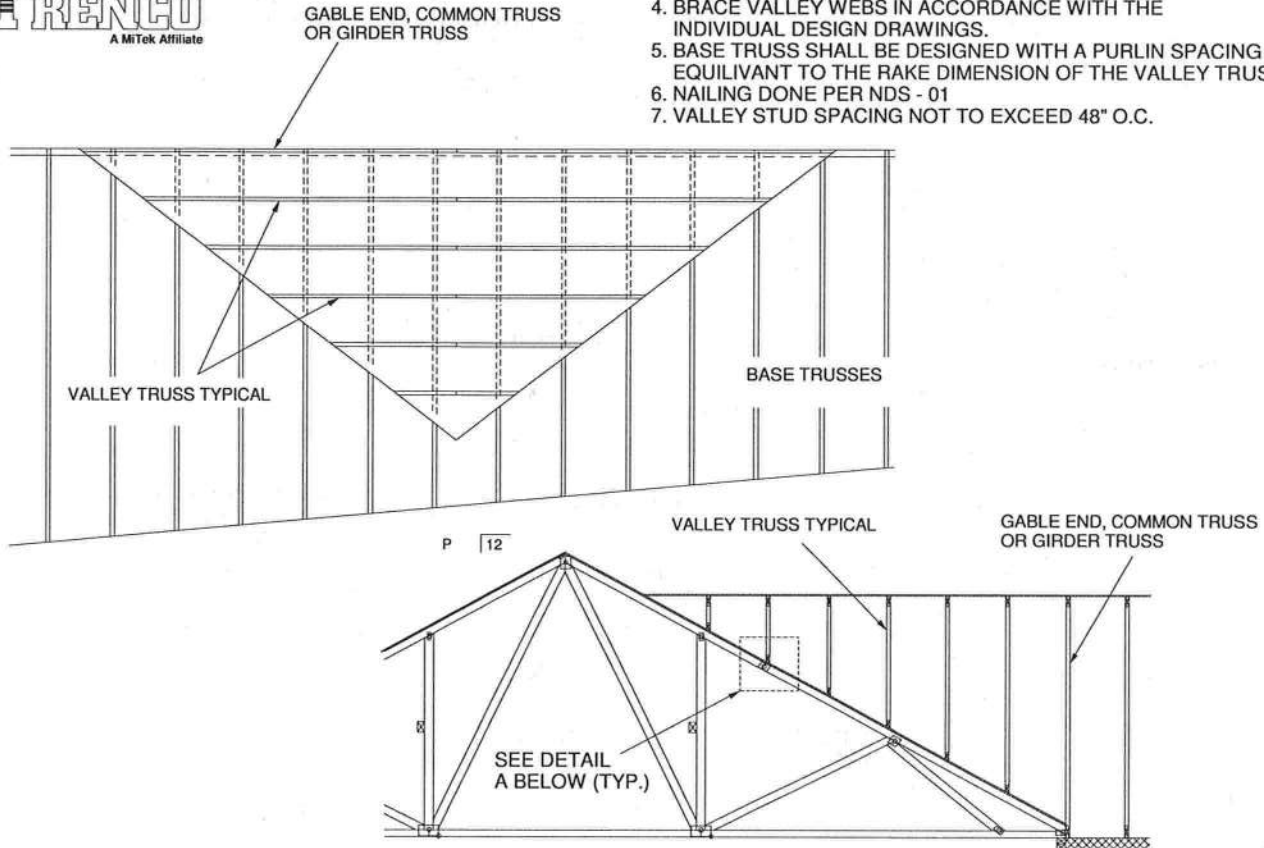 TRENCO
A MiTek Affiliate
GABLE END, COMMON TRUSS
OR GIRDER TRUSS
4. BRACE VALLEY WEBS IN ACCORDANCE WITH THE
INDIVIDUAL DESIGN DRAWINGS.
5. BASE TRUSS SHALL BE DESIGNED WITH A PURLIN SPACING
EQUILIVANT TO THE RAKE DIMENSION OF THE VALLEY TRUS
6. NAILING DONE PER NDS - 01
7. VALLEY STUD SPACING NOT TO EXCEED 48" O.C.
VALLEY TRUSS TYPICAL
BASE TRUSSES
P 12
VALLEY TRUSS TYPICAL
GABLE END, COMMON TRUSS
OR GIRDER TRUSS
SEE DETAIL
A BELOW (TYP.)